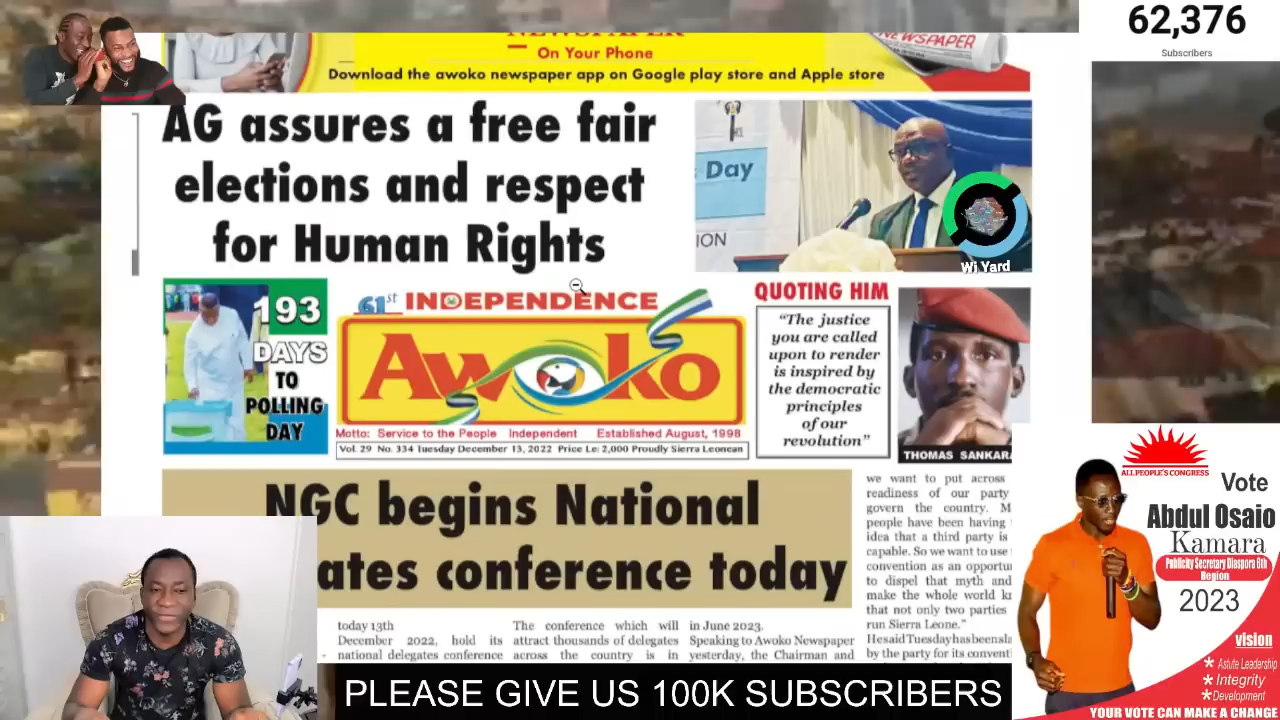 62,376
Subscribers
NEWSPAPER
On Your Phone
NEWSPAPER
Download the awoko newspaper app on Google play store and Apple store
AG assures a free fair
elections and respect
for Human Rights
Day
ION
Wi Yard
193
DAYS
TO
POLLING
DAY
61st INDEPENDENCE
Awoko
Motto: Service to the People Independent Established August, 1998
Vol. 29 No. 334 Tuesday December 13, 2022 Price Le: 2,000 Proudly Sierra Leonean
QUOTING HIM
“The justice
you are called
upon to render
is inspired by
the democratic
principles
of our
revolution”
THOMAS SANKARA
NGC begins National
ates conference today
today 13th
December 2022, hold its
national delegates conference
The conference which will
attract thousands of delegates
across the country is in
in June 2023.
Speaking to Awoko Newspaper
yesterday, the Chairman and
we want to put across
readiness of our party
govern the country. M
people have been having
idea that a third party is
capable. So we want to use
convention as an opportu
to dispel that myth and
make the whole world kn
that not only two parties
run Sierra Leone.”
He said Tuesday has been sla
by the party for its convent
ALL PEOPLE'S CONGRESS
Vote
Abdul Osaio
Kamara
Publicity Secretary Diaspora 6th
Region
2023
vision
* Astute Leadership
* Integrity
* Development
YOUR VOTE CAN MAKE A CHANGE
PLEASE GIVE US 100K SUBSCRIBERS